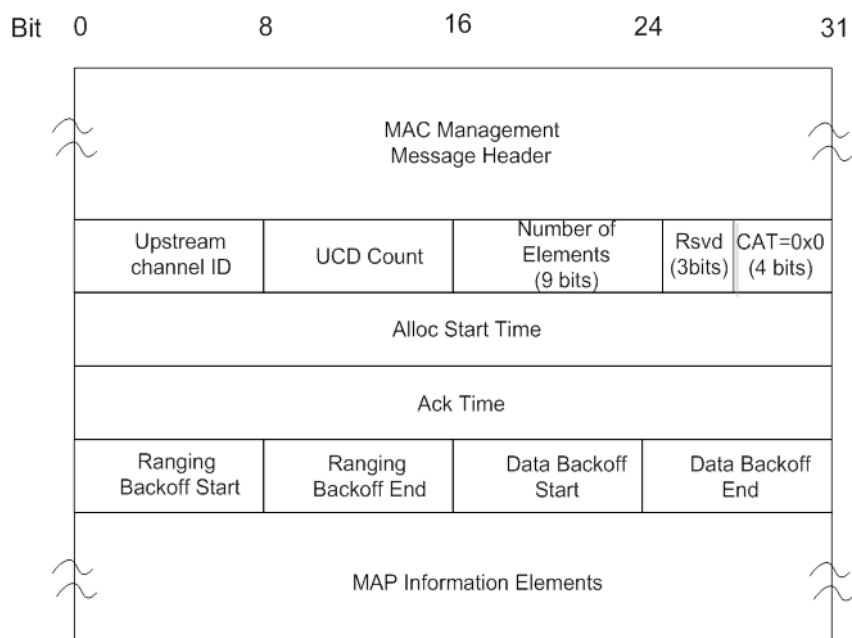 Bit 0 8 16 24 31
MAC Management
Message Header
Upstream
channel ID
UCD Count
Number of
Elements
(9 bits)
Rsvd
(3bits)
CAT=0x0
(4 bits)
Alloc Start Time
Ack Time
Ranging
Backoff Start
Ranging
Backoff End
Data Backoff
Start
Data Backoff
End
MAP Information Elements